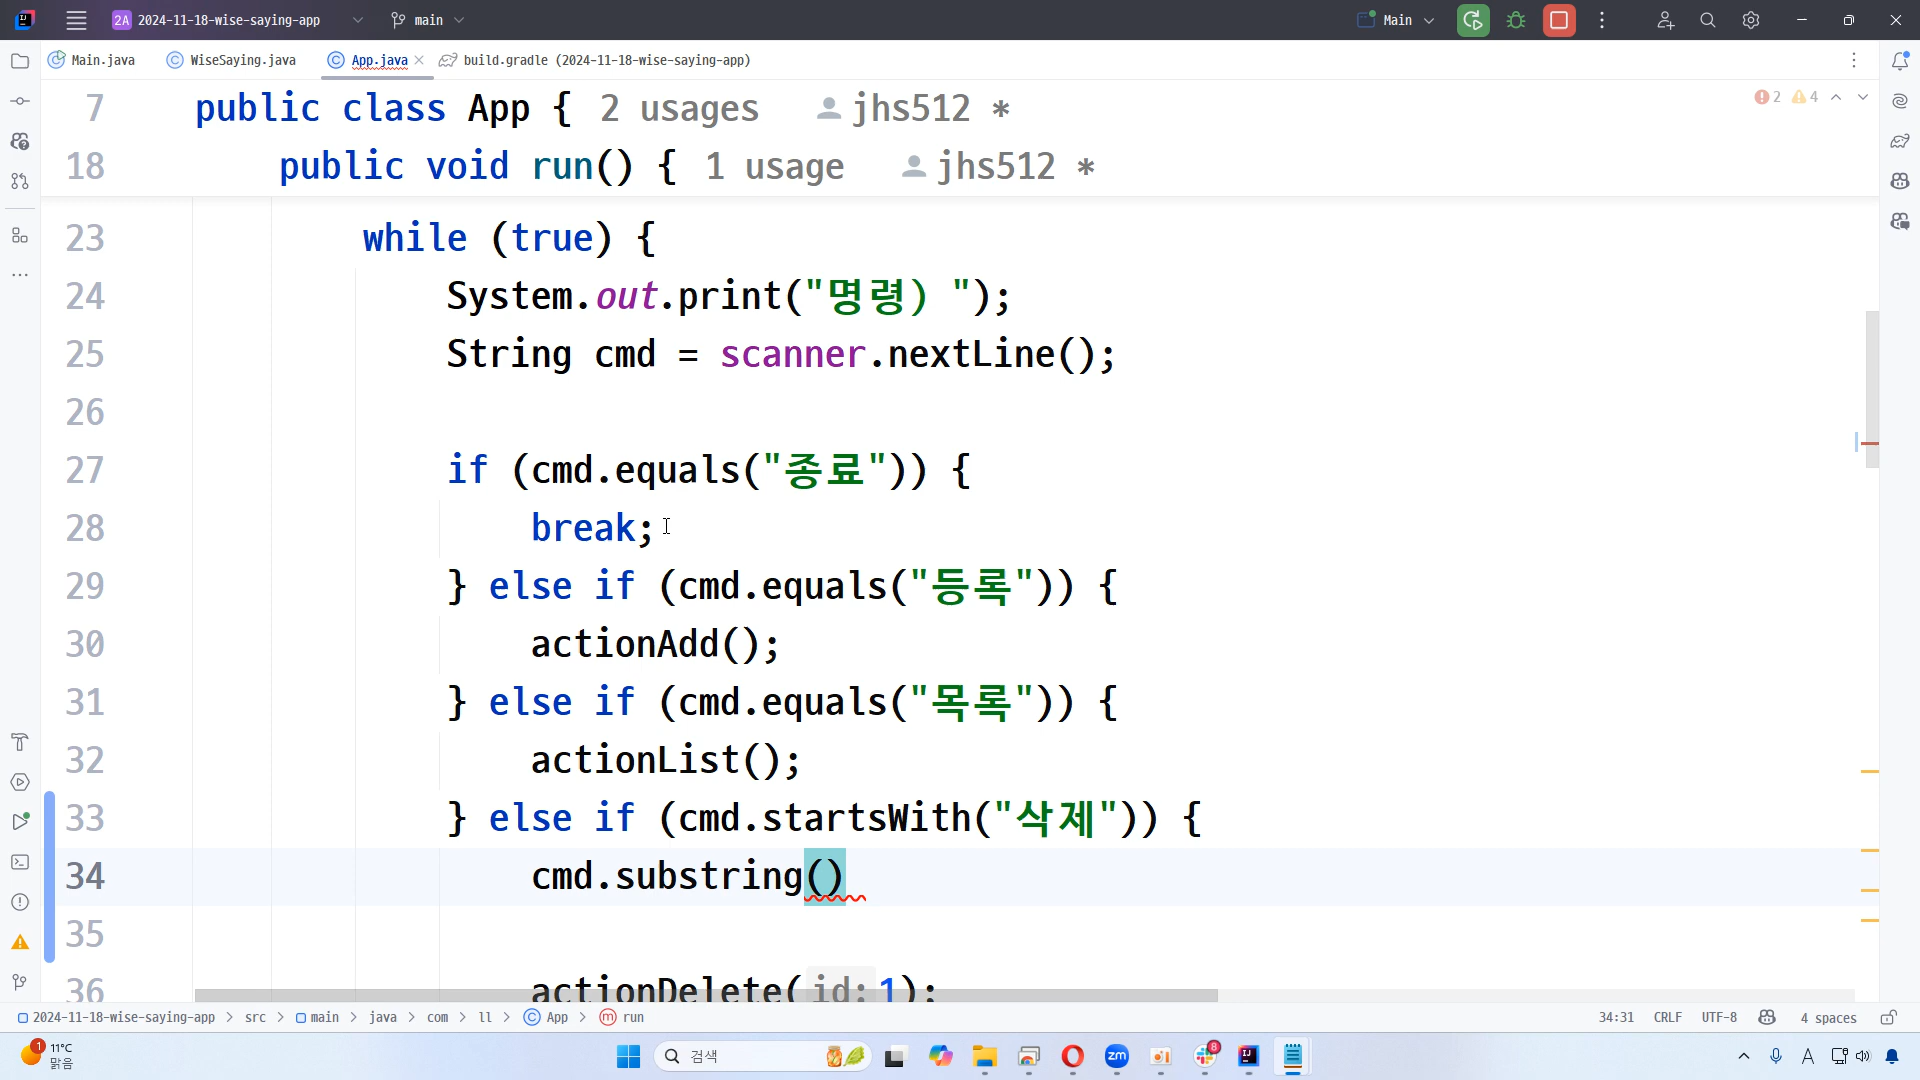 2A 2024-11-18-wise-saying-app main Main
Main.java WiseSaying.java App.java build.gradle (2024-11-18-wise-saying-app)
7 public class App { 2 usages jhs512 *
2 4
18 public void run() { 1 usage jhs512 *
23 while (true) {
24 System.out.print("명령) ");
25 String cmd = scanner.nextLine();
26
27 if (cmd.equals("종료")) {
28 break;
29 } else if (cmd.equals("등록")) {
30 actionAdd();
31 } else if (cmd.equals("목록")) {
32 actionList();
33 } else if (cmd.startsWith("삭제")) {
34 cmd.substring()
35
36 actionDelete( id: 1);
2024-11-18-wise-saying-app > src > main > java > com > ll > App > run 34:31 CRLF UTF-8 4 spaces
1 11°C
맑음
검색
zm
8
A